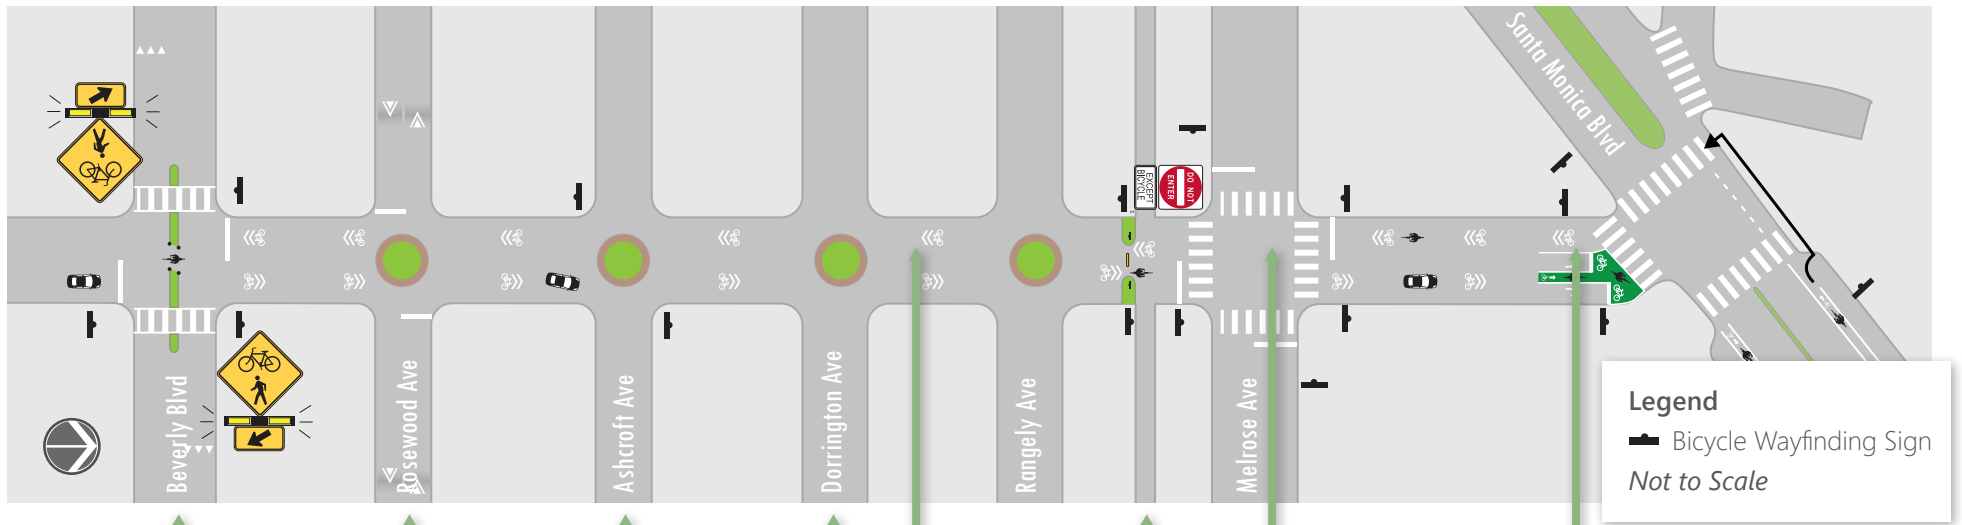 Santa Monica Blvd
EXCEPT
BICYCLE
DO NOT
ENTER
Beverly Blvd
Rosewood Ave
Ashcroft Ave
Dorrington Ave
Rangely Ave
Melrose Ave
Legend
Bicycle Wayfinding Sign
Not to Scale